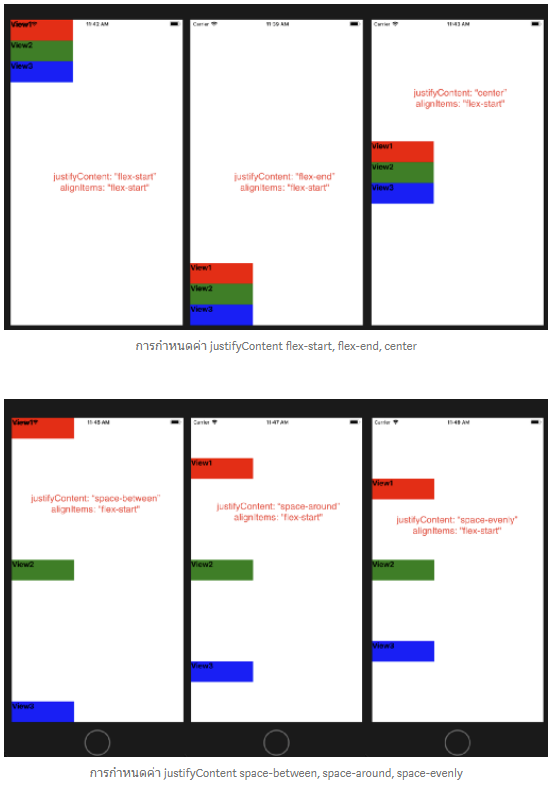 View1
11:42 AM
View2
View3
justifyContent: "flex-start"
alignItems: "flex-start"
Carrier
11:39 AM
justifyContent: "flex-end"
alignItems: "flex-start"
View1
View2
View3
Carrier
11:43 AM
justifyContent: "center"
alignItems: "flex-start"
View1
View2
View3
การกำหนดค่า justifyContent flex-start, flex-end, center
View1
11:45 AM
justifyContent: "space-between"
alignItems: "flex-start"
View2
View3
Carrier
11:47 AM
View1
justifyContent: "space-around"
alignItems: "flex-start"
View2
View3
Carrier
11:48 AM
View1
justifyContent: "space-evenly"
alignItems: "flex-start"
View2
View3
การกำหนดค่า justifyContent space-between, space-around, space-evenly